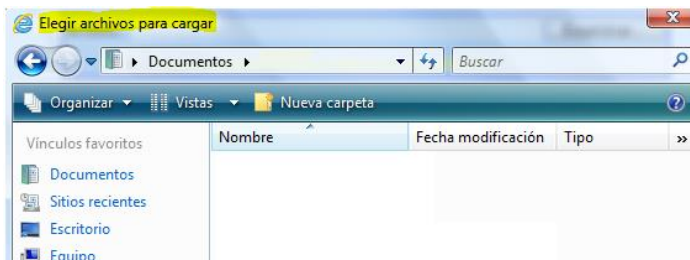 Elegir archivos para cargar
Documentos
Buscar
Organizar Vistas Nueva carpeta
Vínculos favoritos
Nombre Fecha modificación Tipo »
Documentos
Sitios recientes
Escritorio
Equipo